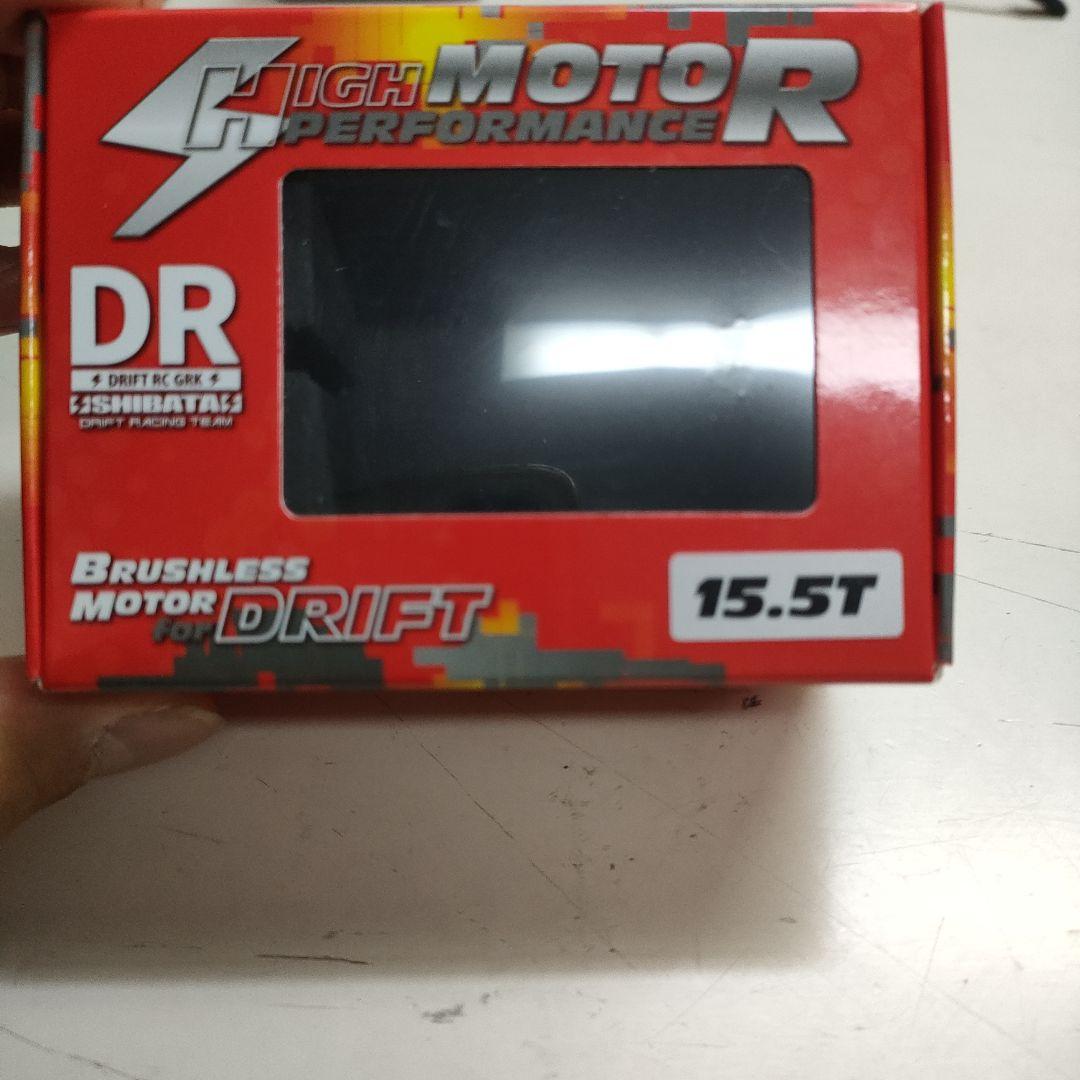 HIGH MOTOR
PERFORMANCE
DR
DRIFT RC GRK
SHIBATA
DRIFT RACING TEAM
BRUSHLESS
MOTOR for DRIFT
15.5T